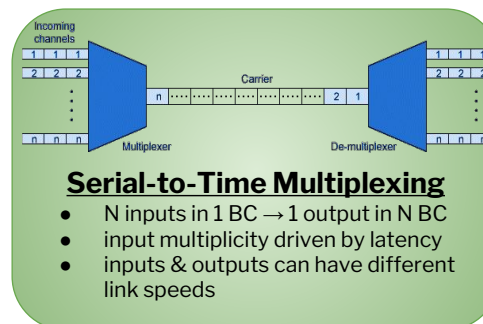 Incoming
channels
1 1 1
1 1 1
2 2 2
2 2 2
Carrier
n ···· ···· ···· ···· ···· ···· 2 1
n n n
n n n
Multiplexer
De-multiplexer
Serial-to-Time Multiplexing
● N inputs in 1 BC → 1 output in N BC
● input multiplicity driven by latency
● inputs & outputs can have different
link speeds